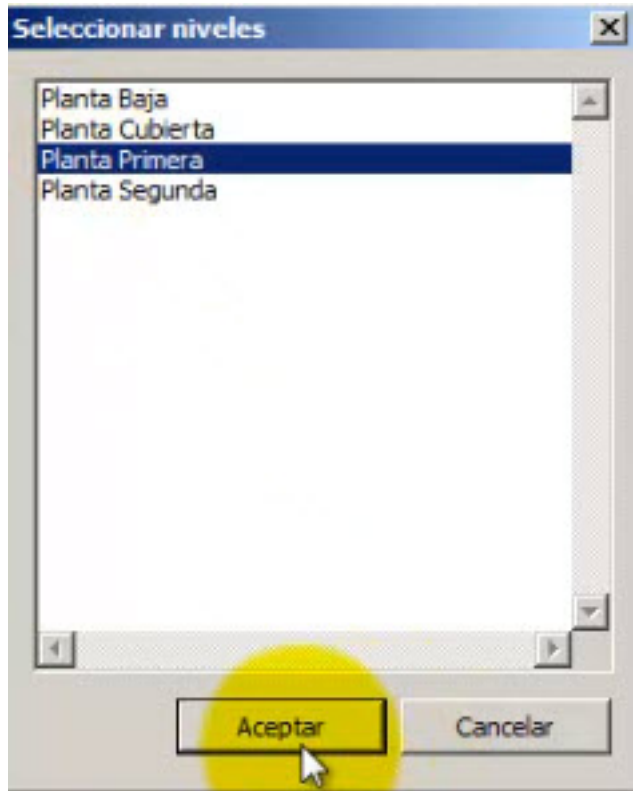 Seleccionar niveles
Planta Baja
Planta Cubierta
Planta Primera
Planta Segunda
Aceptar
Cancelar